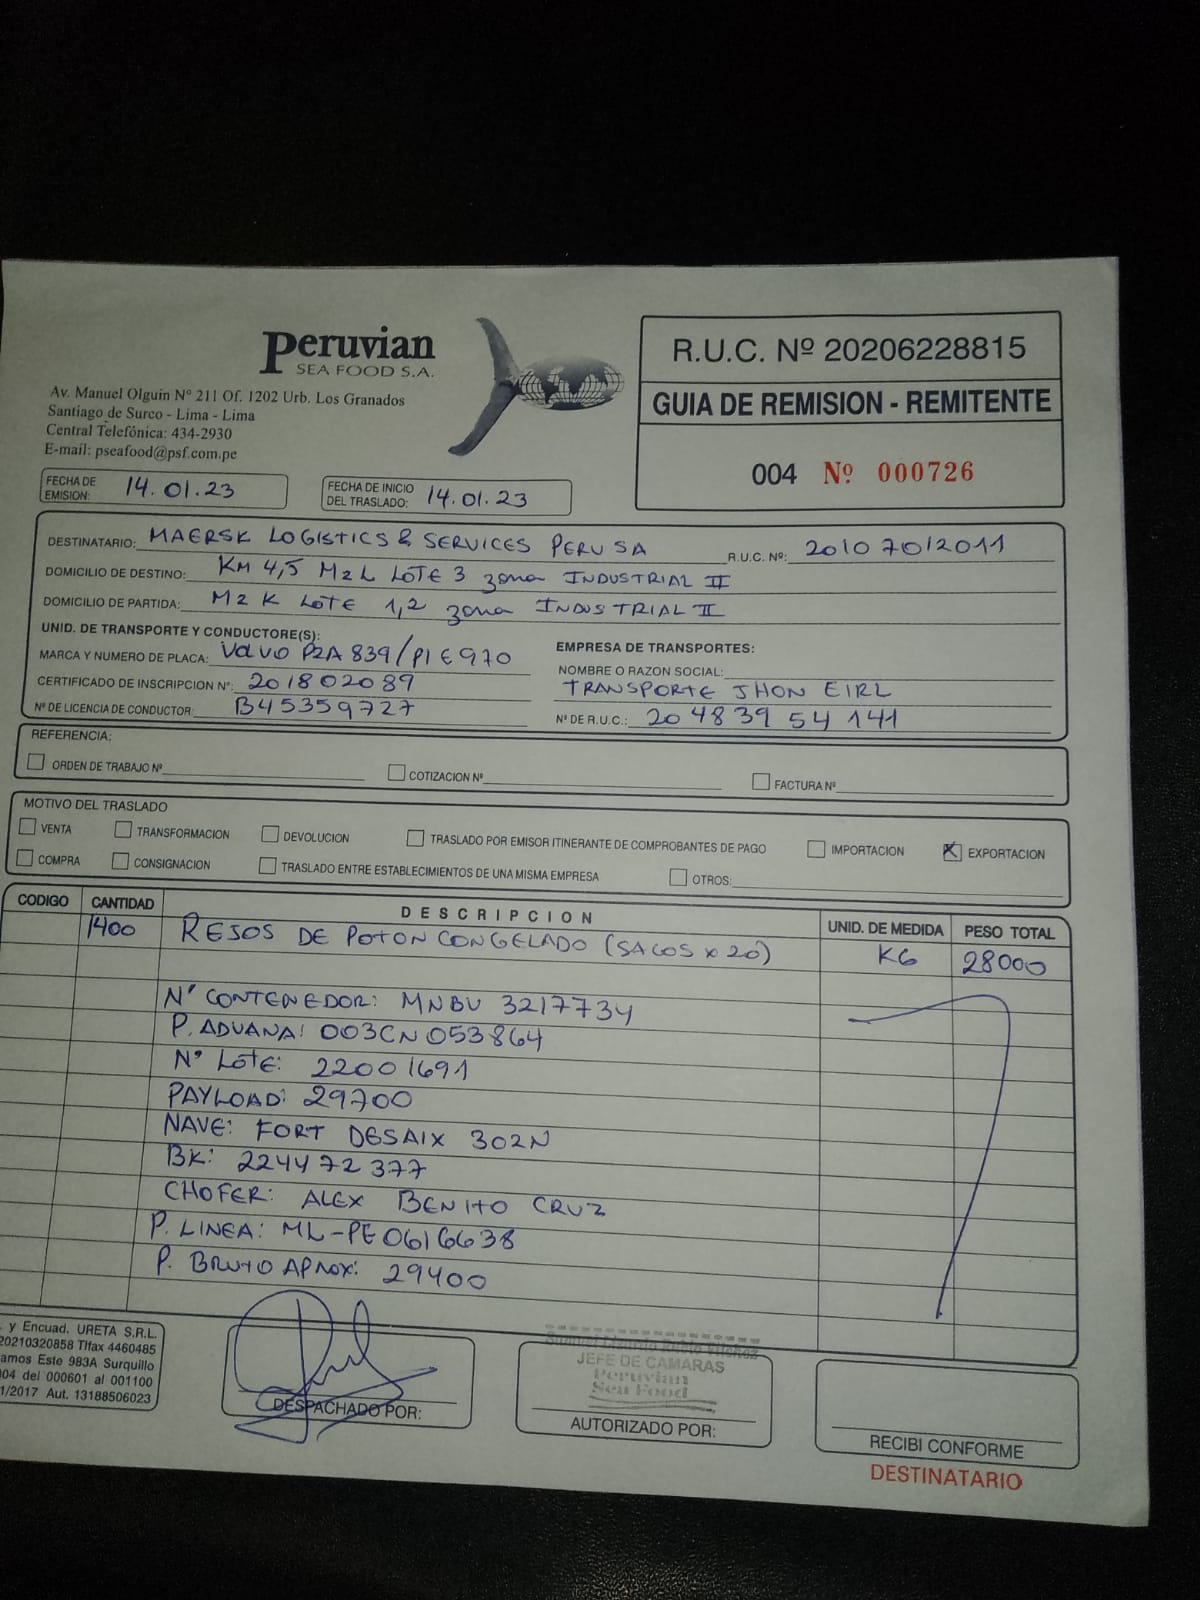 Peruvian
SEA FOOD S.A.
Av. Manuel Olguin Nº 211 Of. 1202 Urb. Los Granados
Santiago de Surco - Lima - Lima
Central Telefónica: 434-2930
E-mail: pseafood@psf.com.pe
R.U.C. Nº 20206228815
GUIA DE REMISION - REMITENTE
004 Nº 000726
FECHA DE EMISION: 14.01.23
FECHA DE INICIO DEL TRASLADO: 14.01.23
DESTINATARIO: MAERSK LOGISTICS & SERVICES PERU SA R.U.C. Nº: 20107012011
DOMICILIO DE DESTINO: KM 4,5 MZ L LOTE 3 zona INDUSTRIAL II
DOMICILIO DE PARTIDA: MZ K LOTE 1,2 zona INDUSTRIAL II
UNID. DE TRANSPORTE Y CONDUCTORE(S):
MARCA Y NUMERO DE PLACA: VOLVO P2A 839/P1E970
CERTIFICADO DE INSCRIPCION Nº: 201802089
Nº DE LICENCIA DE CONDUCTOR: B45359727
EMPRESA DE TRANSPORTES:
NOMBRE O RAZON SOCIAL:
TRANSPORTE JHON EIRL
Nº DE R.U.C.: 20483954141
REFERENCIA:
ORDEN DE TRABAJO Nº COTIZACION Nº FACTURA Nº
MOTIVO DEL TRASLADO
VENTA TRANSFORMACION DEVOLUCION TRASLADO POR EMISOR ITINERANTE DE COMPROBANTES DE PAGO IMPORTACION X EXPORTACION
COMPRA CONSIGNACION TRASLADO ENTRE ESTABLECIMIENTOS DE UNA MISMA EMPRESA OTROS:
CODIGO CANTIDAD DESCRIPCION UNID. DE MEDIDA PESO TOTAL
1400 REJOS DE POTON CONGELADO (SACOS x 20) KG 28000
Nº CONTENEDOR: MNBU 3217734
P. ADUANA: 003CN053864
Nº LOTE: 22001691
PAYLOAD: 29700
NAVE: FORT DESAIX 302N
BK: 224472377
CHOFER: ALEX BENITO CRUZ
P. LINEA: ML-PE0616638
P. BRUTO APROX: 29400
. y Encuad. URETA S.R.L.
20210320858 Tlfax 4460485
amos Este 983A Surquillo
04 del 000601 al 001100
1/2017 Aut. 13188506023
DESPACHADO POR:
JEFE DE CAMARAS
Peruvian
Sea Food
AUTORIZADO POR:
RECIBI CONFORME
DESTINATARIO